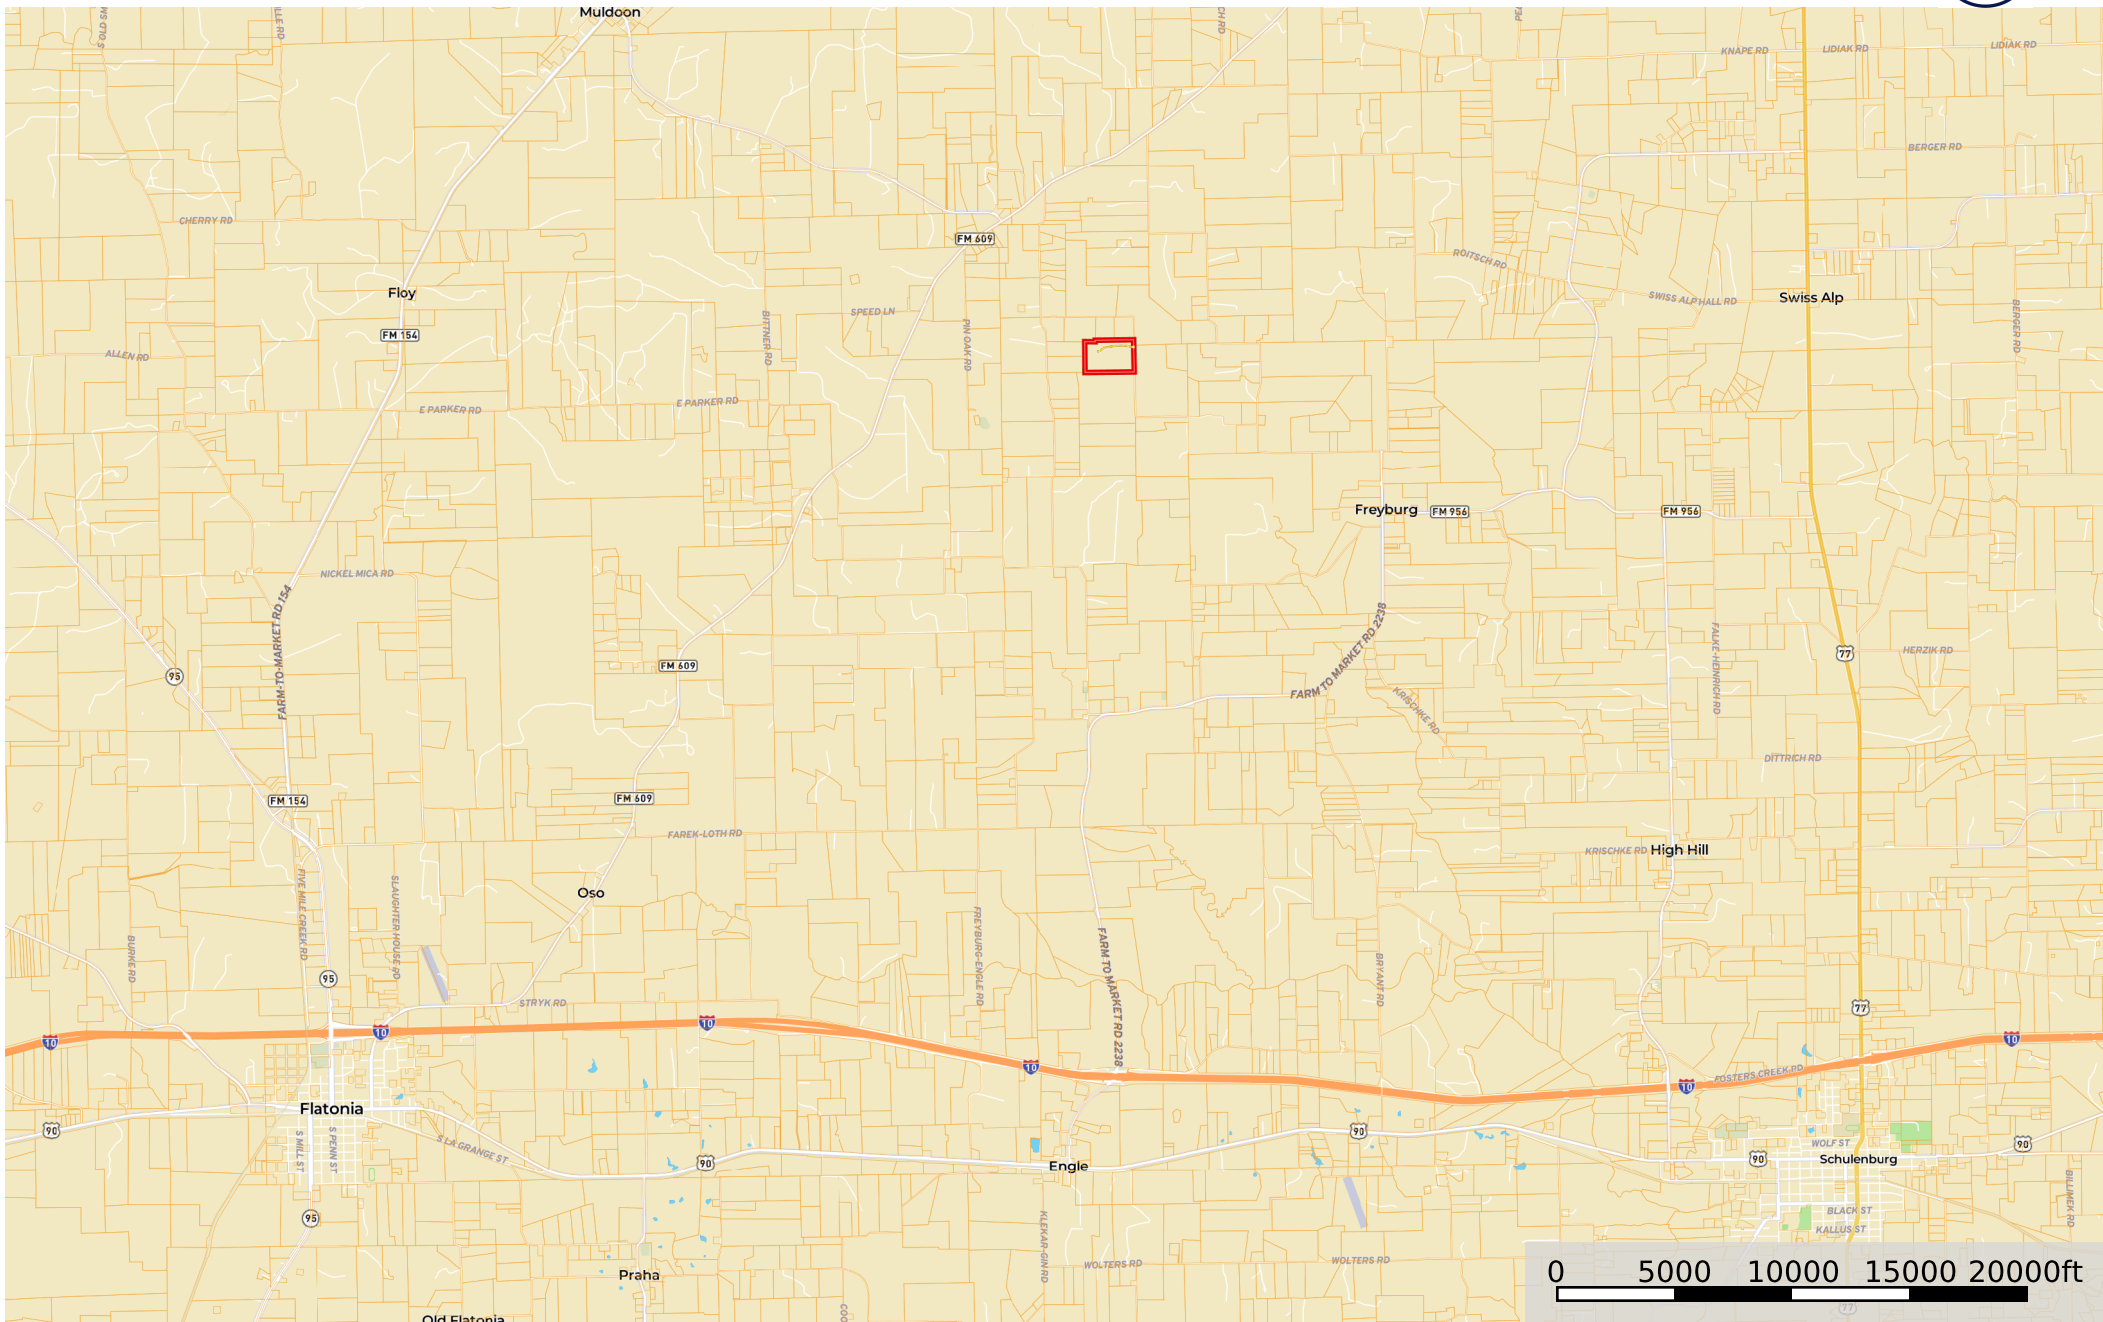 Muldoon
KNAPE RD
LIDIAK RD
LIDIAK RD
BERGER RD
CHERRY RD
FM 609
ROITSCH RD
Floy
SWISS ALP HALL RD
Swiss Alp
SPEED LN
BITTNER RD
PIN OAK RD
BERGER RD
FM 154
ALLEN RD
E PARKER RD
E PARKER RD
Freyburg
FM 956
FM 956
NICKEL MICA RD
FARM-TO-MARKET RD 154
FARM TO MARKET RD 2238
FALKE-HEINRICH RD
HERZIK RD
77
FM 609
95
KRISCHKE RD
DITTRICH RD
FM 154
FM 609
FAREK-LOTH RD
KRISCHKE RD
High Hill
Oso
FIVE MILE CREEK RD
SLAUGHTER HOUSE RD
BURKE RD
FREYBURG-ENGLE RD
FARM TO MARKET RD 2238
BRYANT RD
95
STRYK RD
77
10
10
10
10
10
10
FOSTERS CREEK RD
Flatonia
90
S LA GRANGE ST
S MILL ST
S PENN ST
90
Engle
90
90
WOLF ST
Schulenburg
90
BILLIMEK RD
95
BLACK ST
KALLUS ST
KLEKAR-GIN RD
WOLTERS RD
WOLTERS RD
Praha
Old Flatonia
0 5000 10000 15000 20000ft
77